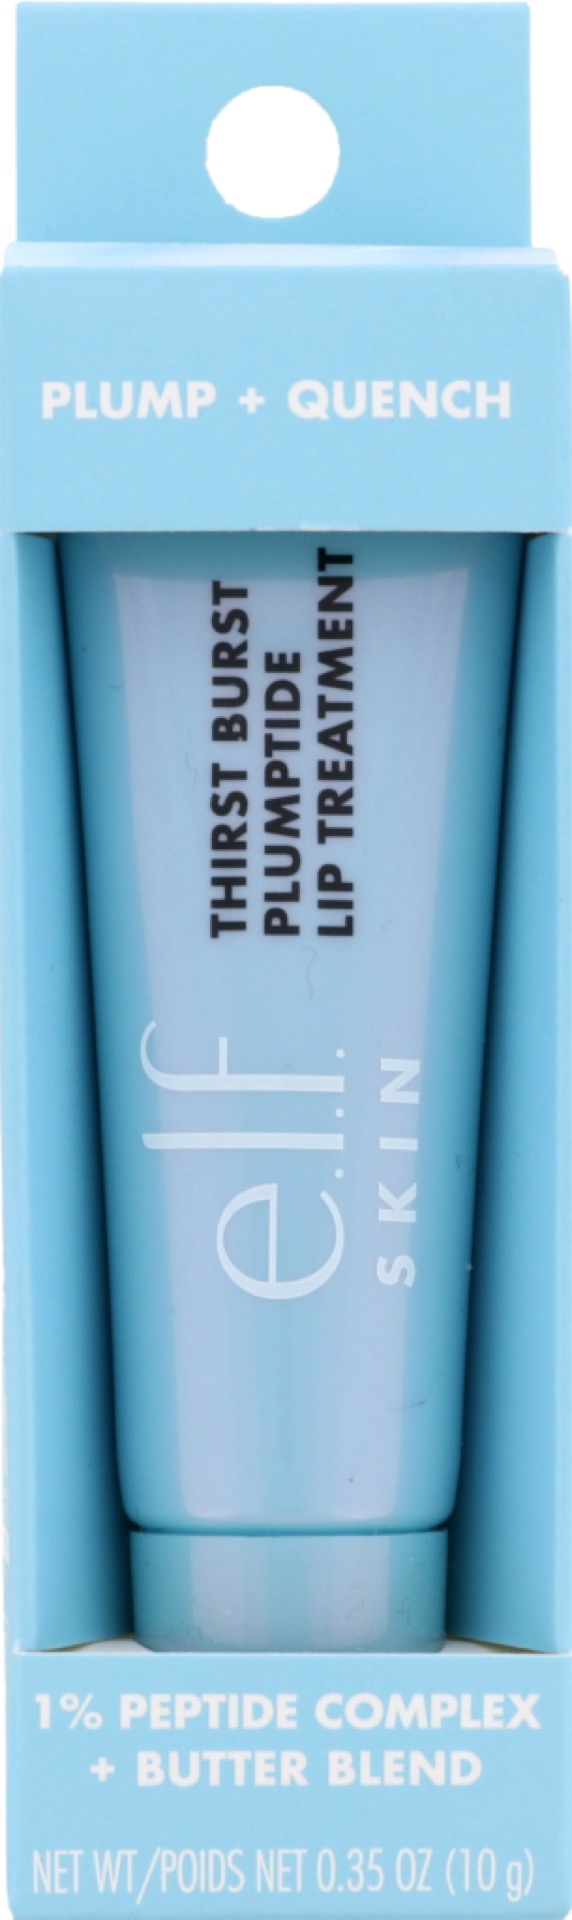 PLUMP + QUENCH
THIRST BURST
PLUMPTIDE
LIP TREATMENT
e.l.f.
SKIN
1% PEPTIDE COMPLEX
+ BUTTER BLEND
NET WT/POIDS NET 0.35 OZ (10 g)